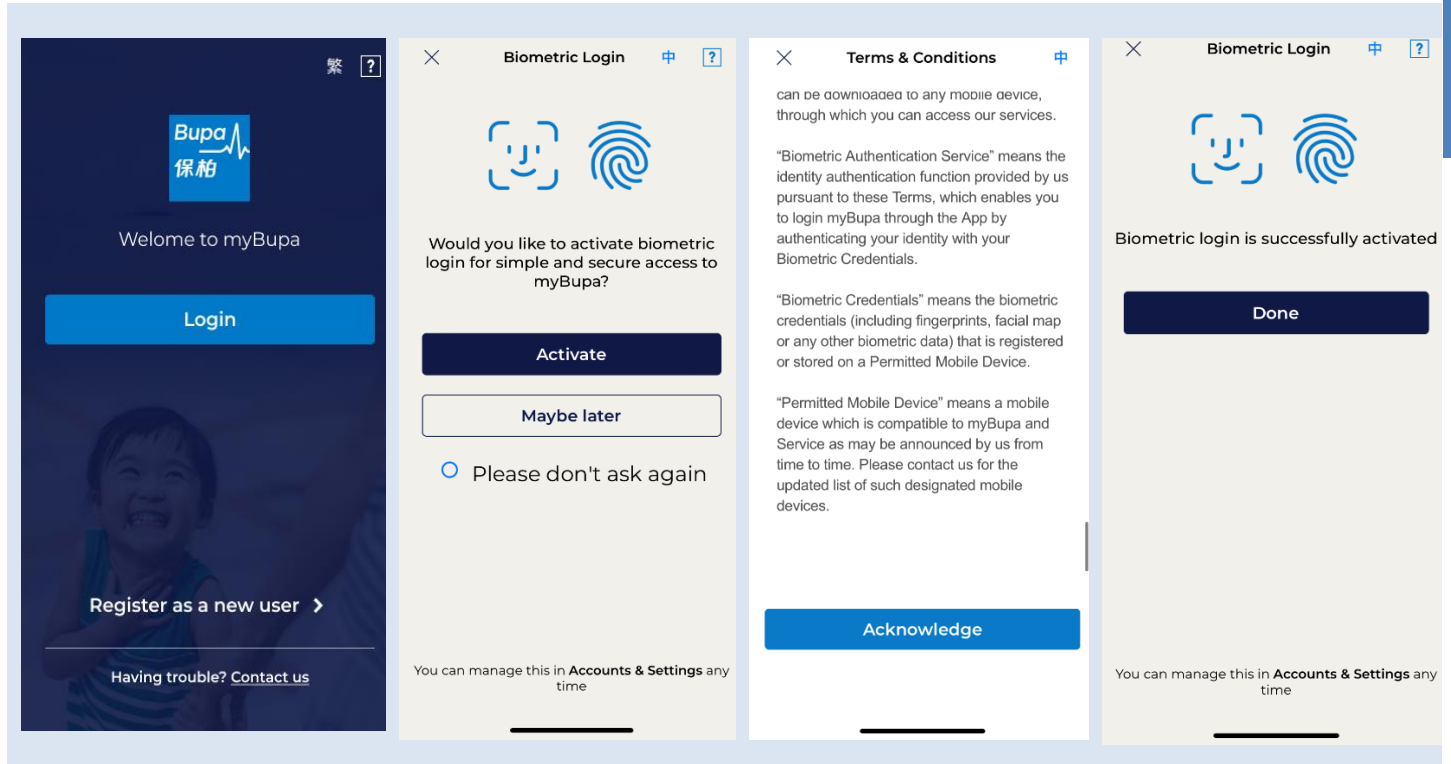 繁 ?
Bupa
保柏
Welome to myBupa
Login
Register as a new user
Having trouble? Contact us
Biometric Login 中 ?
Would you like to activate biometric
login for simple and secure access to
myBupa?
Activate
Maybe later
Please don't ask again
You can manage this in Accounts & Settings any
time
Terms & Conditions 中
can be downloaded to any mobile device,
through which you can access our services.
“Biometric Authentication Service” means the
identity authentication function provided by us
pursuant to these Terms, which enables you
to login myBupa through the App by
authenticating your identity with your
Biometric Credentials.
“Biometric Credentials” means the biometric
credentials (including fingerprints, facial map
or any other biometric data) that is registered
or stored on a Permitted Mobile Device.
“Permitted Mobile Device” means a mobile
device which is compatible to myBupa and
Service as may be announced by us from
time to time. Please contact us for the
updated list of such designated mobile
devices.
Acknowledge
Biometric Login 中 ?
Biometric login is successfully activated
Done
You can manage this in Accounts & Settings any
time